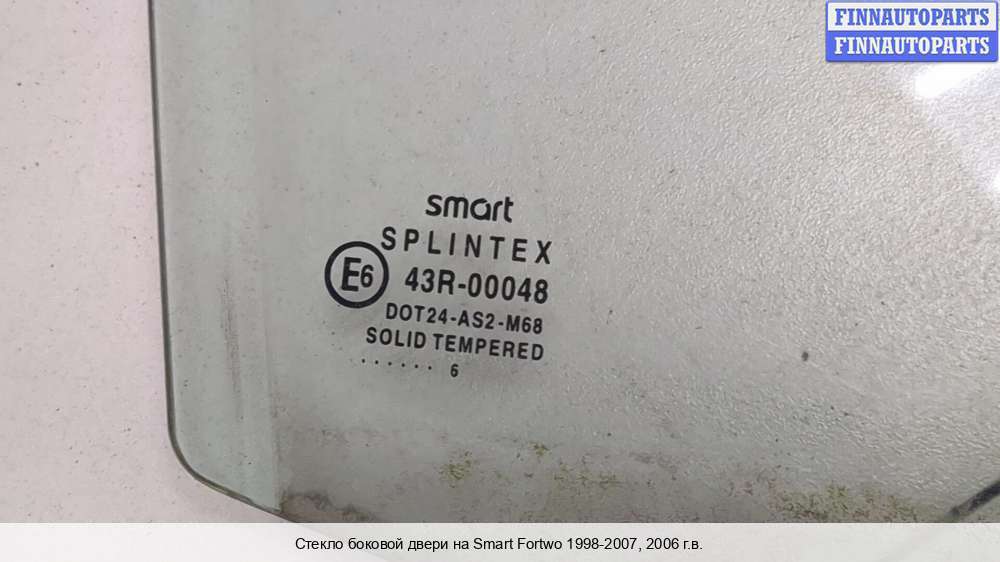 FINNAUTOPARTS
FINNAUTOPARTS
smart
SPLINTEX
E6 43R-00048
DOT24-AS2-M68
SOLID TEMPERED
. . . . . . 6
Стекло боковой двери на Smart Fortwo 1998-2007, 2006 г.в.